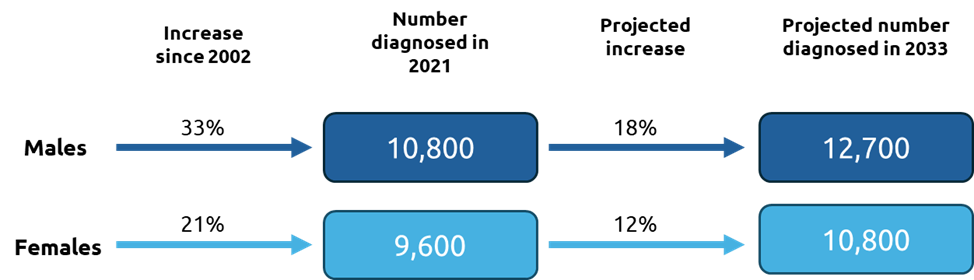 Increase
since 2002
Number
diagnosed in
2021
Projected
increase
Projected number
diagnosed in 2033
Males
33%
10,800
18%
12,700
Females
21%
9,600
12%
10,800